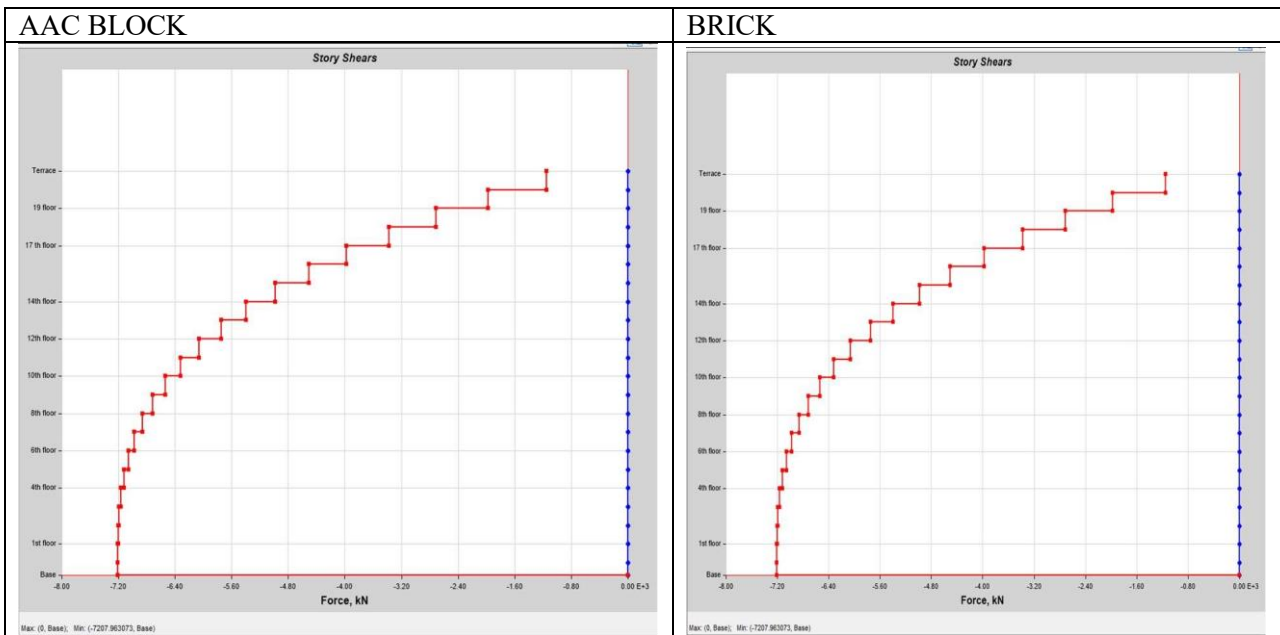 AAC BLOCK
BRICK
Story Shears
Terrace
19 floor
17 th floor
14th floor
12th floor
10th floor
8th floor
6th floor
4th floor
1st floor
Base
-8.00 -7.20 -6.40 -5.60 -4.80 -4.00 -3.20 -2.40 -1.60 -0.80 0.00 E+3
Force, kN
Max: (0, Base); Min: (-7207.963073, Base)
Story Shears
Terrace
19 floor
17 th floor
14th floor
12th floor
10th floor
8th floor
6th floor
4th floor
1st floor
Base
-8.00 -7.20 -6.40 -5.60 -4.80 -4.00 -3.20 -2.40 -1.60 -0.80 0.00 E+3
Force, kN
Max: (0, Base); Min: (-7207.963073, Base)